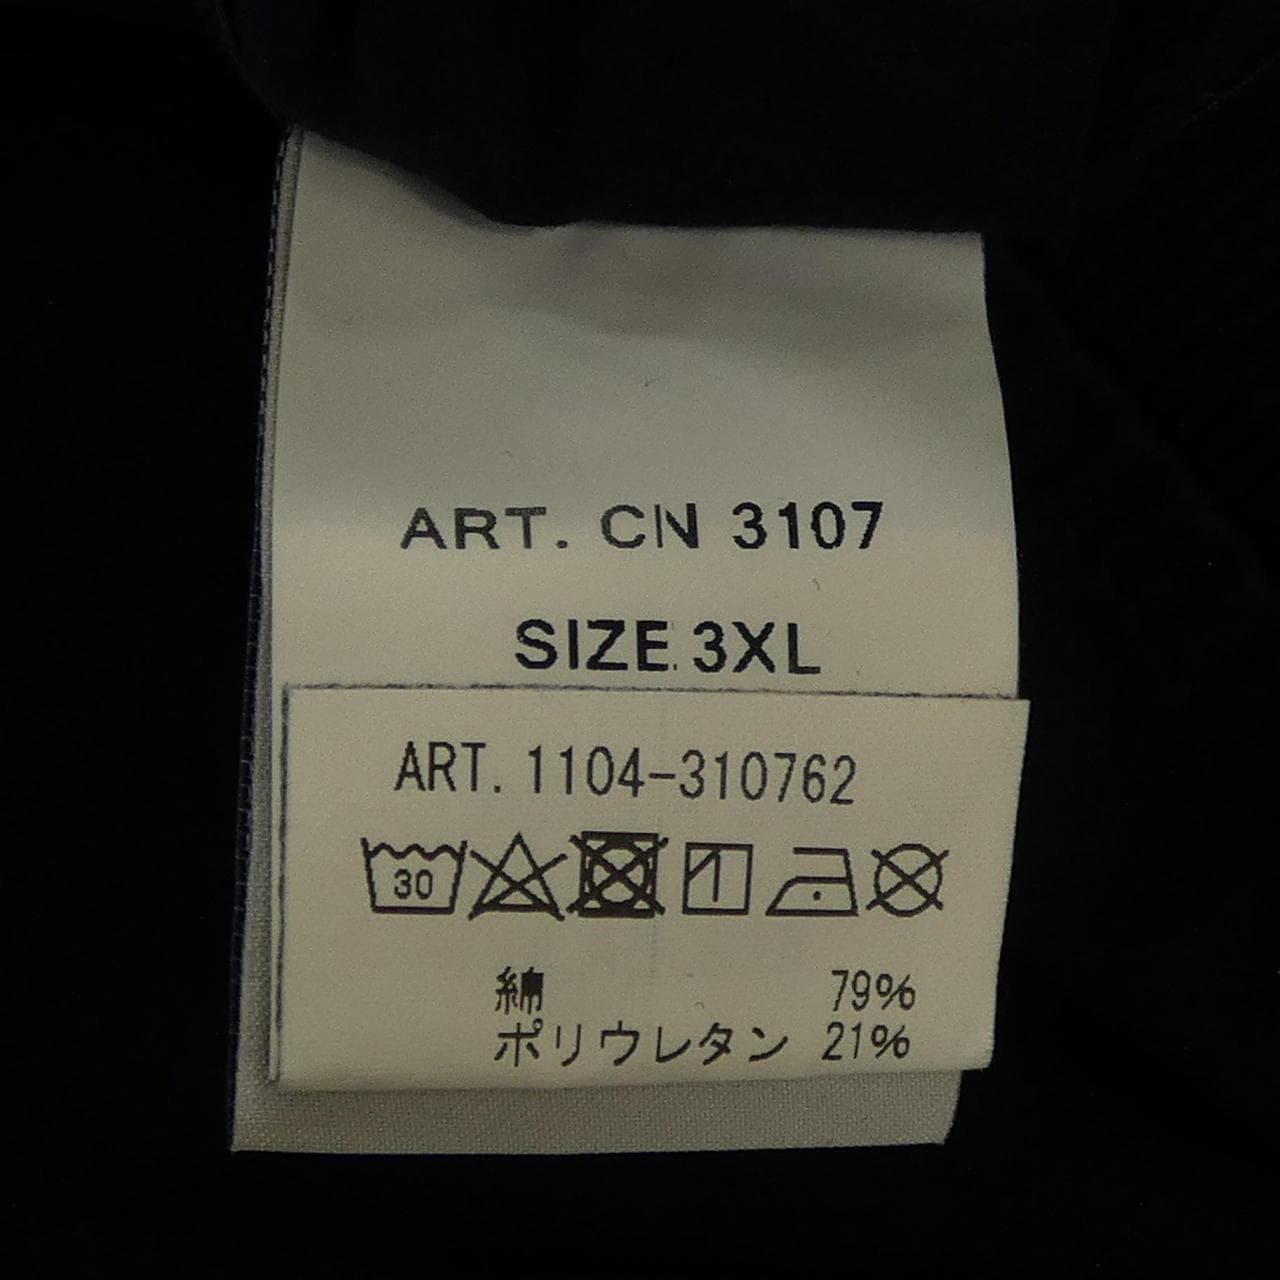 ART. CN 3107
SIZE 3XL
ART. 1104-310762
30
綿 79%
ポリウレタン 21%